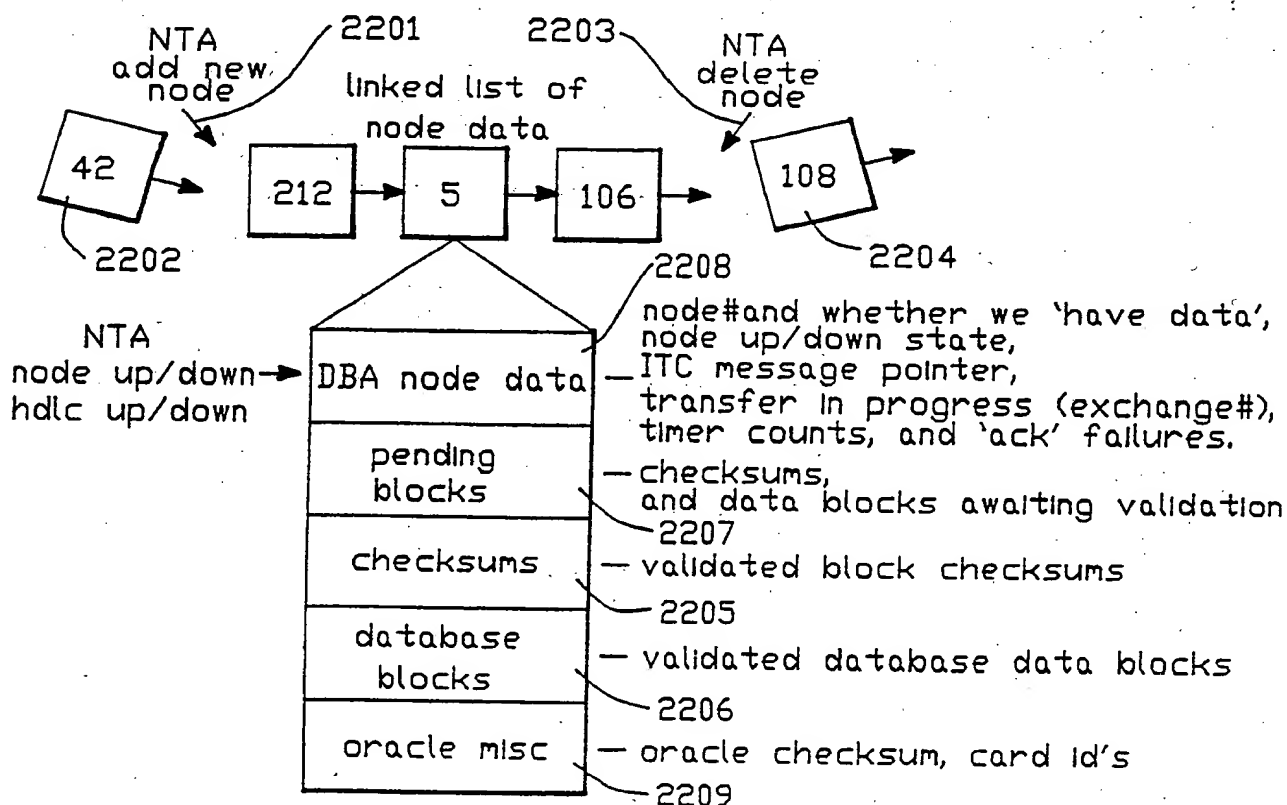 NTA
add new
node
2201
linked list of
node data
2203
NTA
delete
node
42
212
5
106
108
2202
2204
2208
NTA
node up/down
hdlc up/down
DBA node data
node#and whether we 'have data',
node up/down state,
ITC message pointer,
transfer in progress (exchange#),
timer counts, and 'ack' failures.
pending
blocks
checksums,
and data blocks awaiting validation
2207
checksums
validated block checksums
2205
database
blocks
validated database data blocks
2206
oracle misc
oracle checksum, card id's
2209